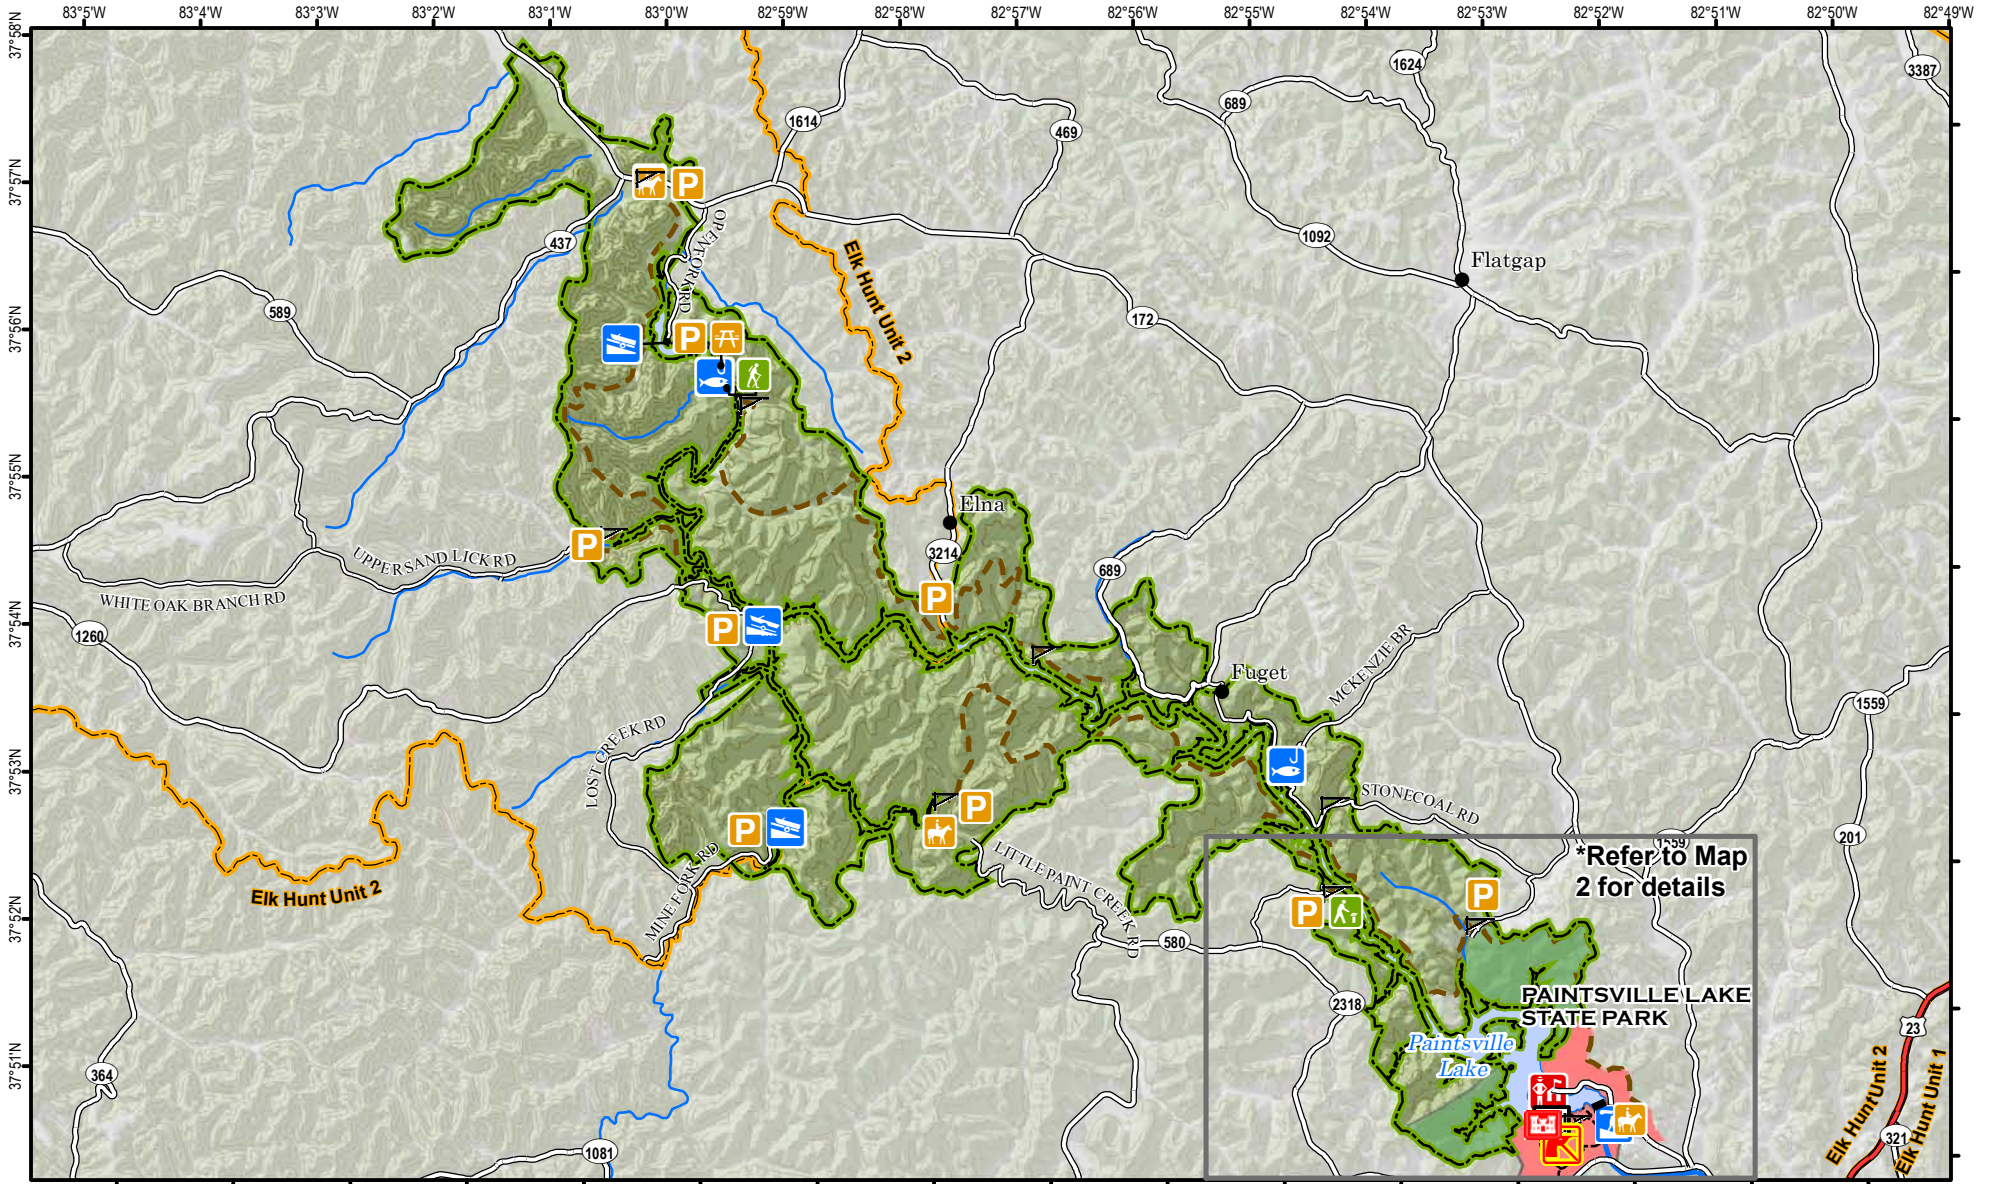 83°5'W 83°4'W 83°3'W 83°2'W 83°1'W 83°0'W 82°59'W 82°58'W 82°57'W 82°56'W 82°55'W 82°54'W 82°53'W 82°52'W 82°51'W 82°50'W 82°49'W
37°58'N
37°57'N
37°56'N
37°55'N
37°54'N
37°53'N
37°52'N
37°51'N
1624
3387
689
1614
469
P
OPEN FORK RD
437
1092
Elk Hunt Unit 2
Flatgap
589
172
P
Elna
3214
UPPER SAND LICK RD
P
689
WHITE OAK BRANCH RD
P
1260
P
MCKENZIE BR
Fuget
1559
LOST CREEK RD
STONECOAL RD
P
P
201
1559
*Refer to Map
2 for details
LITTLE PAINT CREEK RD
MINE FORK RD
Elk Hunt Unit 2
P
P
580
2318
PAINTSVILLE LAKE
STATE PARK
23
Paintsville
Lake
364
Elk Hunt Unit 2
Elk Hunt Unit 1
321
1081